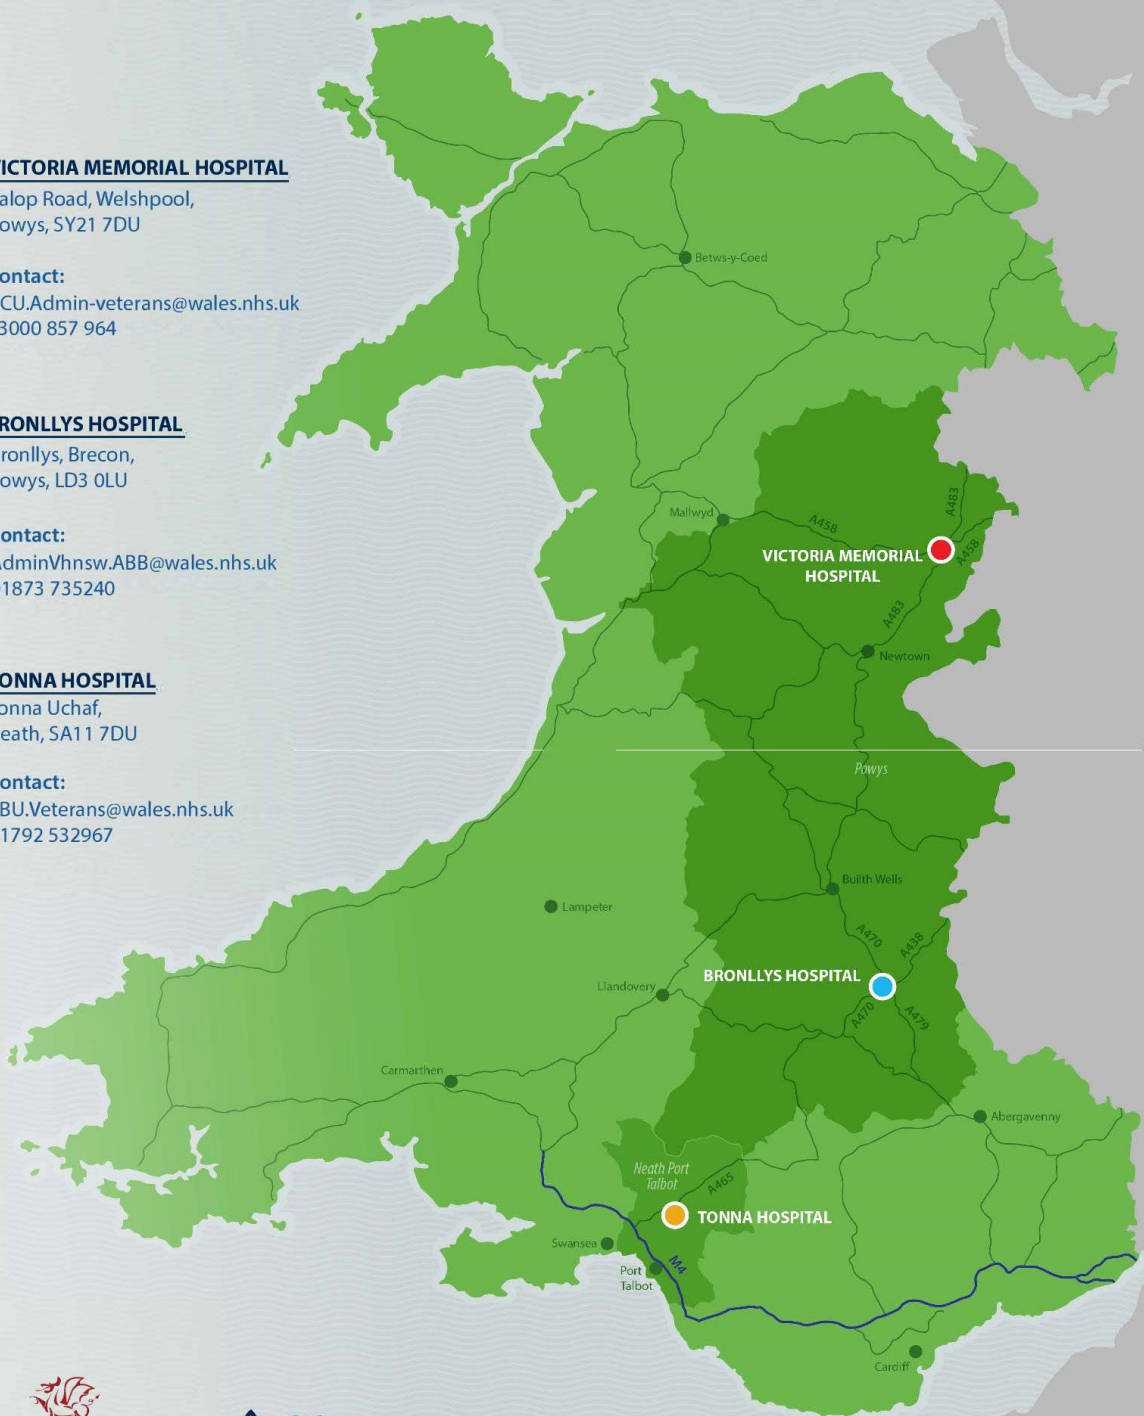 ICTORIA MEMORIAL HOSPITAL
alop Road, Welshpool,
owys, SY21 7DU
ontact:
CU.Admin-veterans@wales.nhs.uk
3000 857 964
RONLLYS HOSPITAL
ronllys, Brecon,
owys, LD3 0LU
ontact:
AdminVhnsw.ABB@wales.nhs.uk
01873 735240
ONNA HOSPITAL
onna Uchaf,
eath, SA11 7DU
ontact:
BU.Veterans@wales.nhs.uk
1792 532967
Betws-y-Coed
Mallwyd
A458
A483
VICTORIA MEMORIAL
HOSPITAL
A458
A483
Newtown
Powys
Builth Wells
Lampeter
A470
A438
BRONLLYS HOSPITAL
Llandovery
A470
A479
Carmarthen
Abergavenny
Neath Port
Talbot
A465
TONNA HOSPITAL
Swansea
M4
Port
Talbot
Cardiff